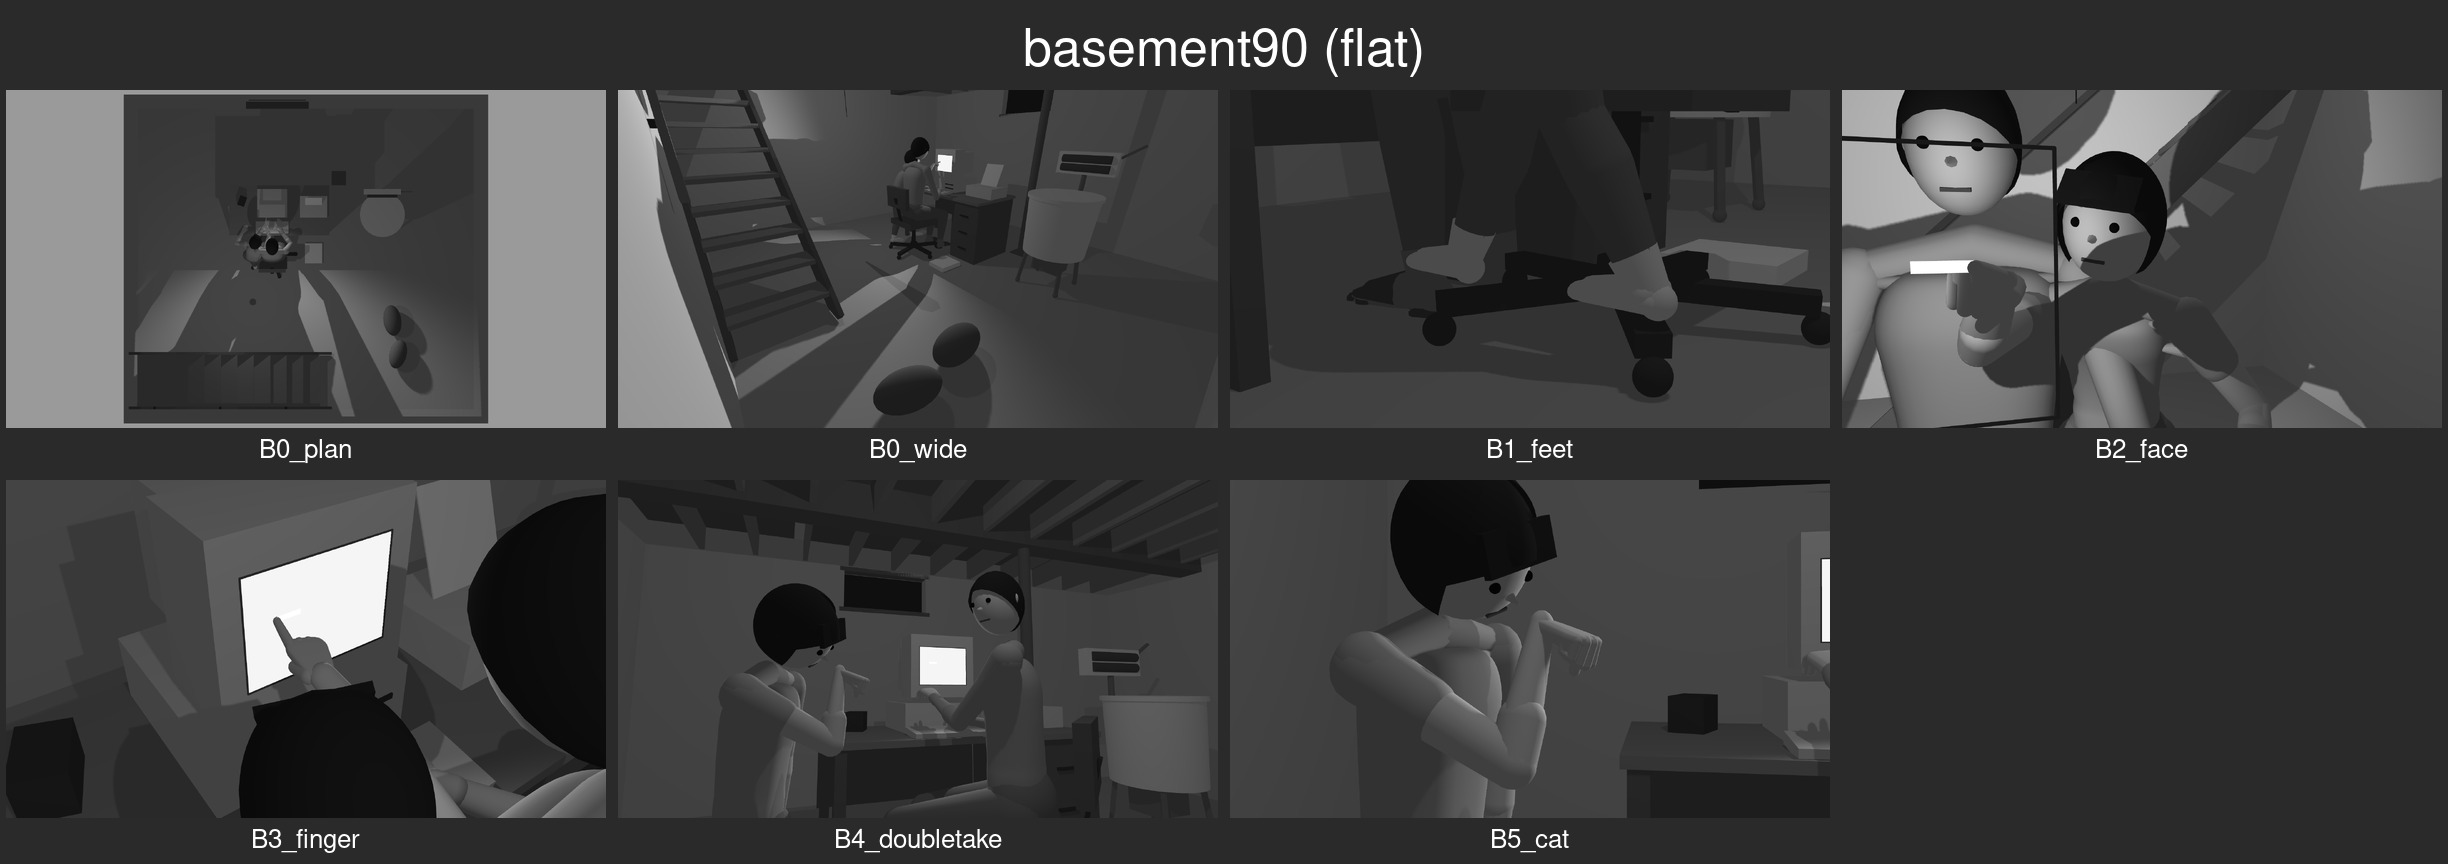 basement90 (flat)
B0_plan
B0_wide
B1_feet
B2_face
B3_finger
B4_doubletake
B5_cat